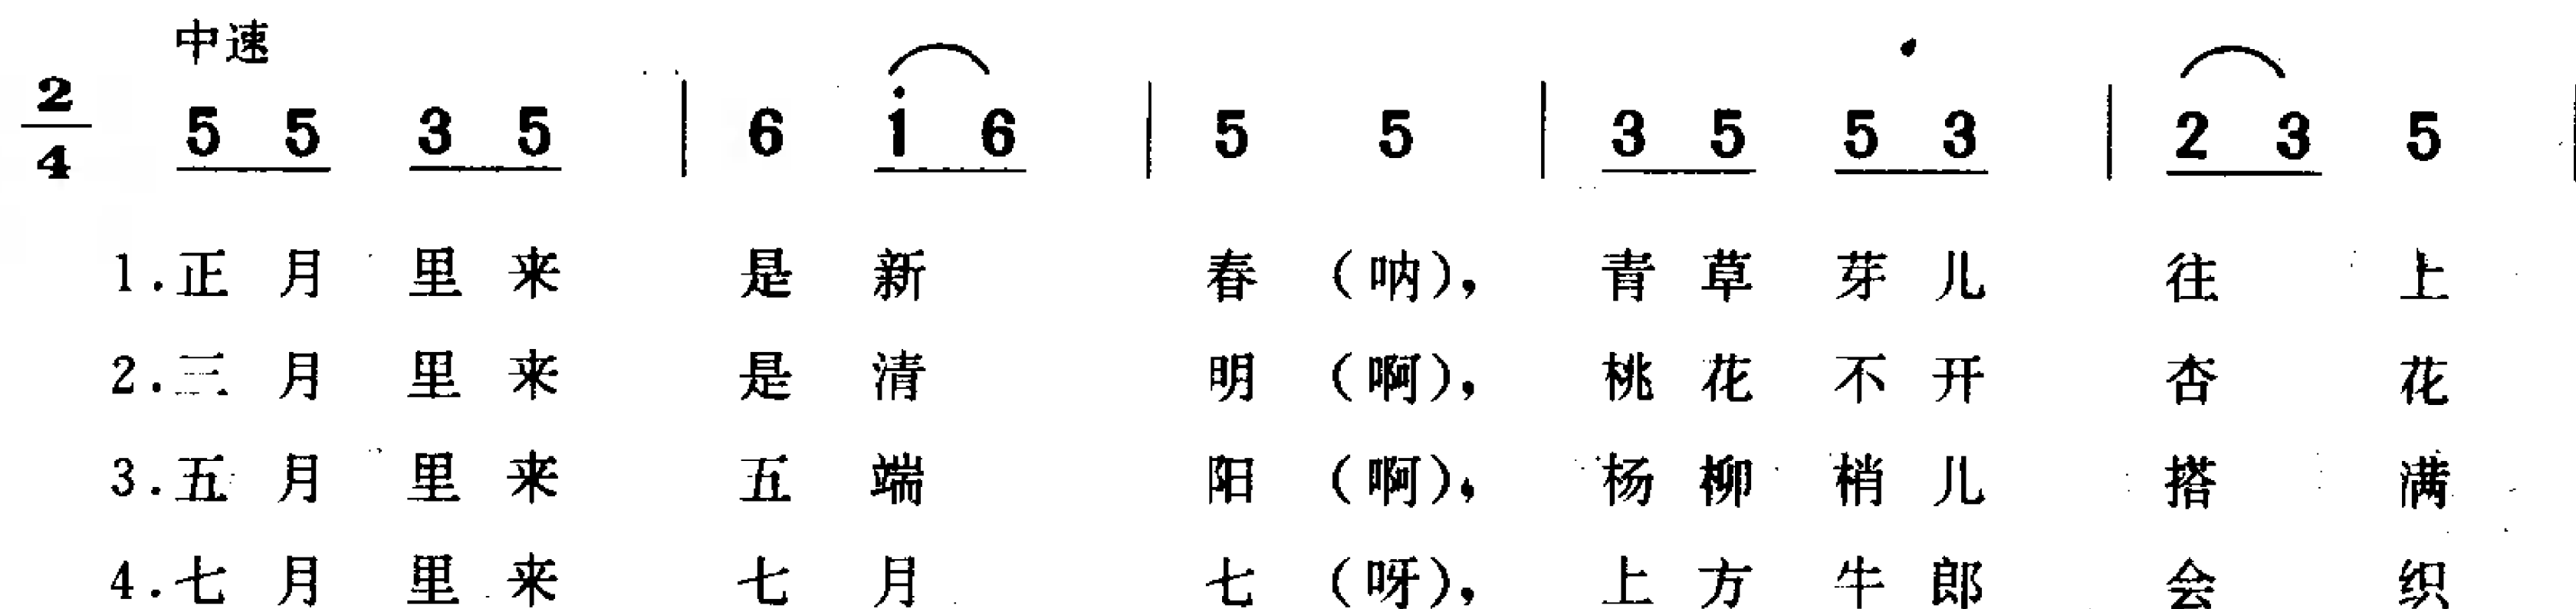 中速
2/4 5 5 3 5 | 6 i 6 | 5 5 | 3 5 5 3 | 2 3 5 |
1.正月里来是新春(呐),青草芽儿往上
2.三月里来是清明(啊),桃花不开杏花
3.五月里来五端阳(啊),杨柳梢儿搭满
4.七月里来七月七(呀),上方牛郎会织